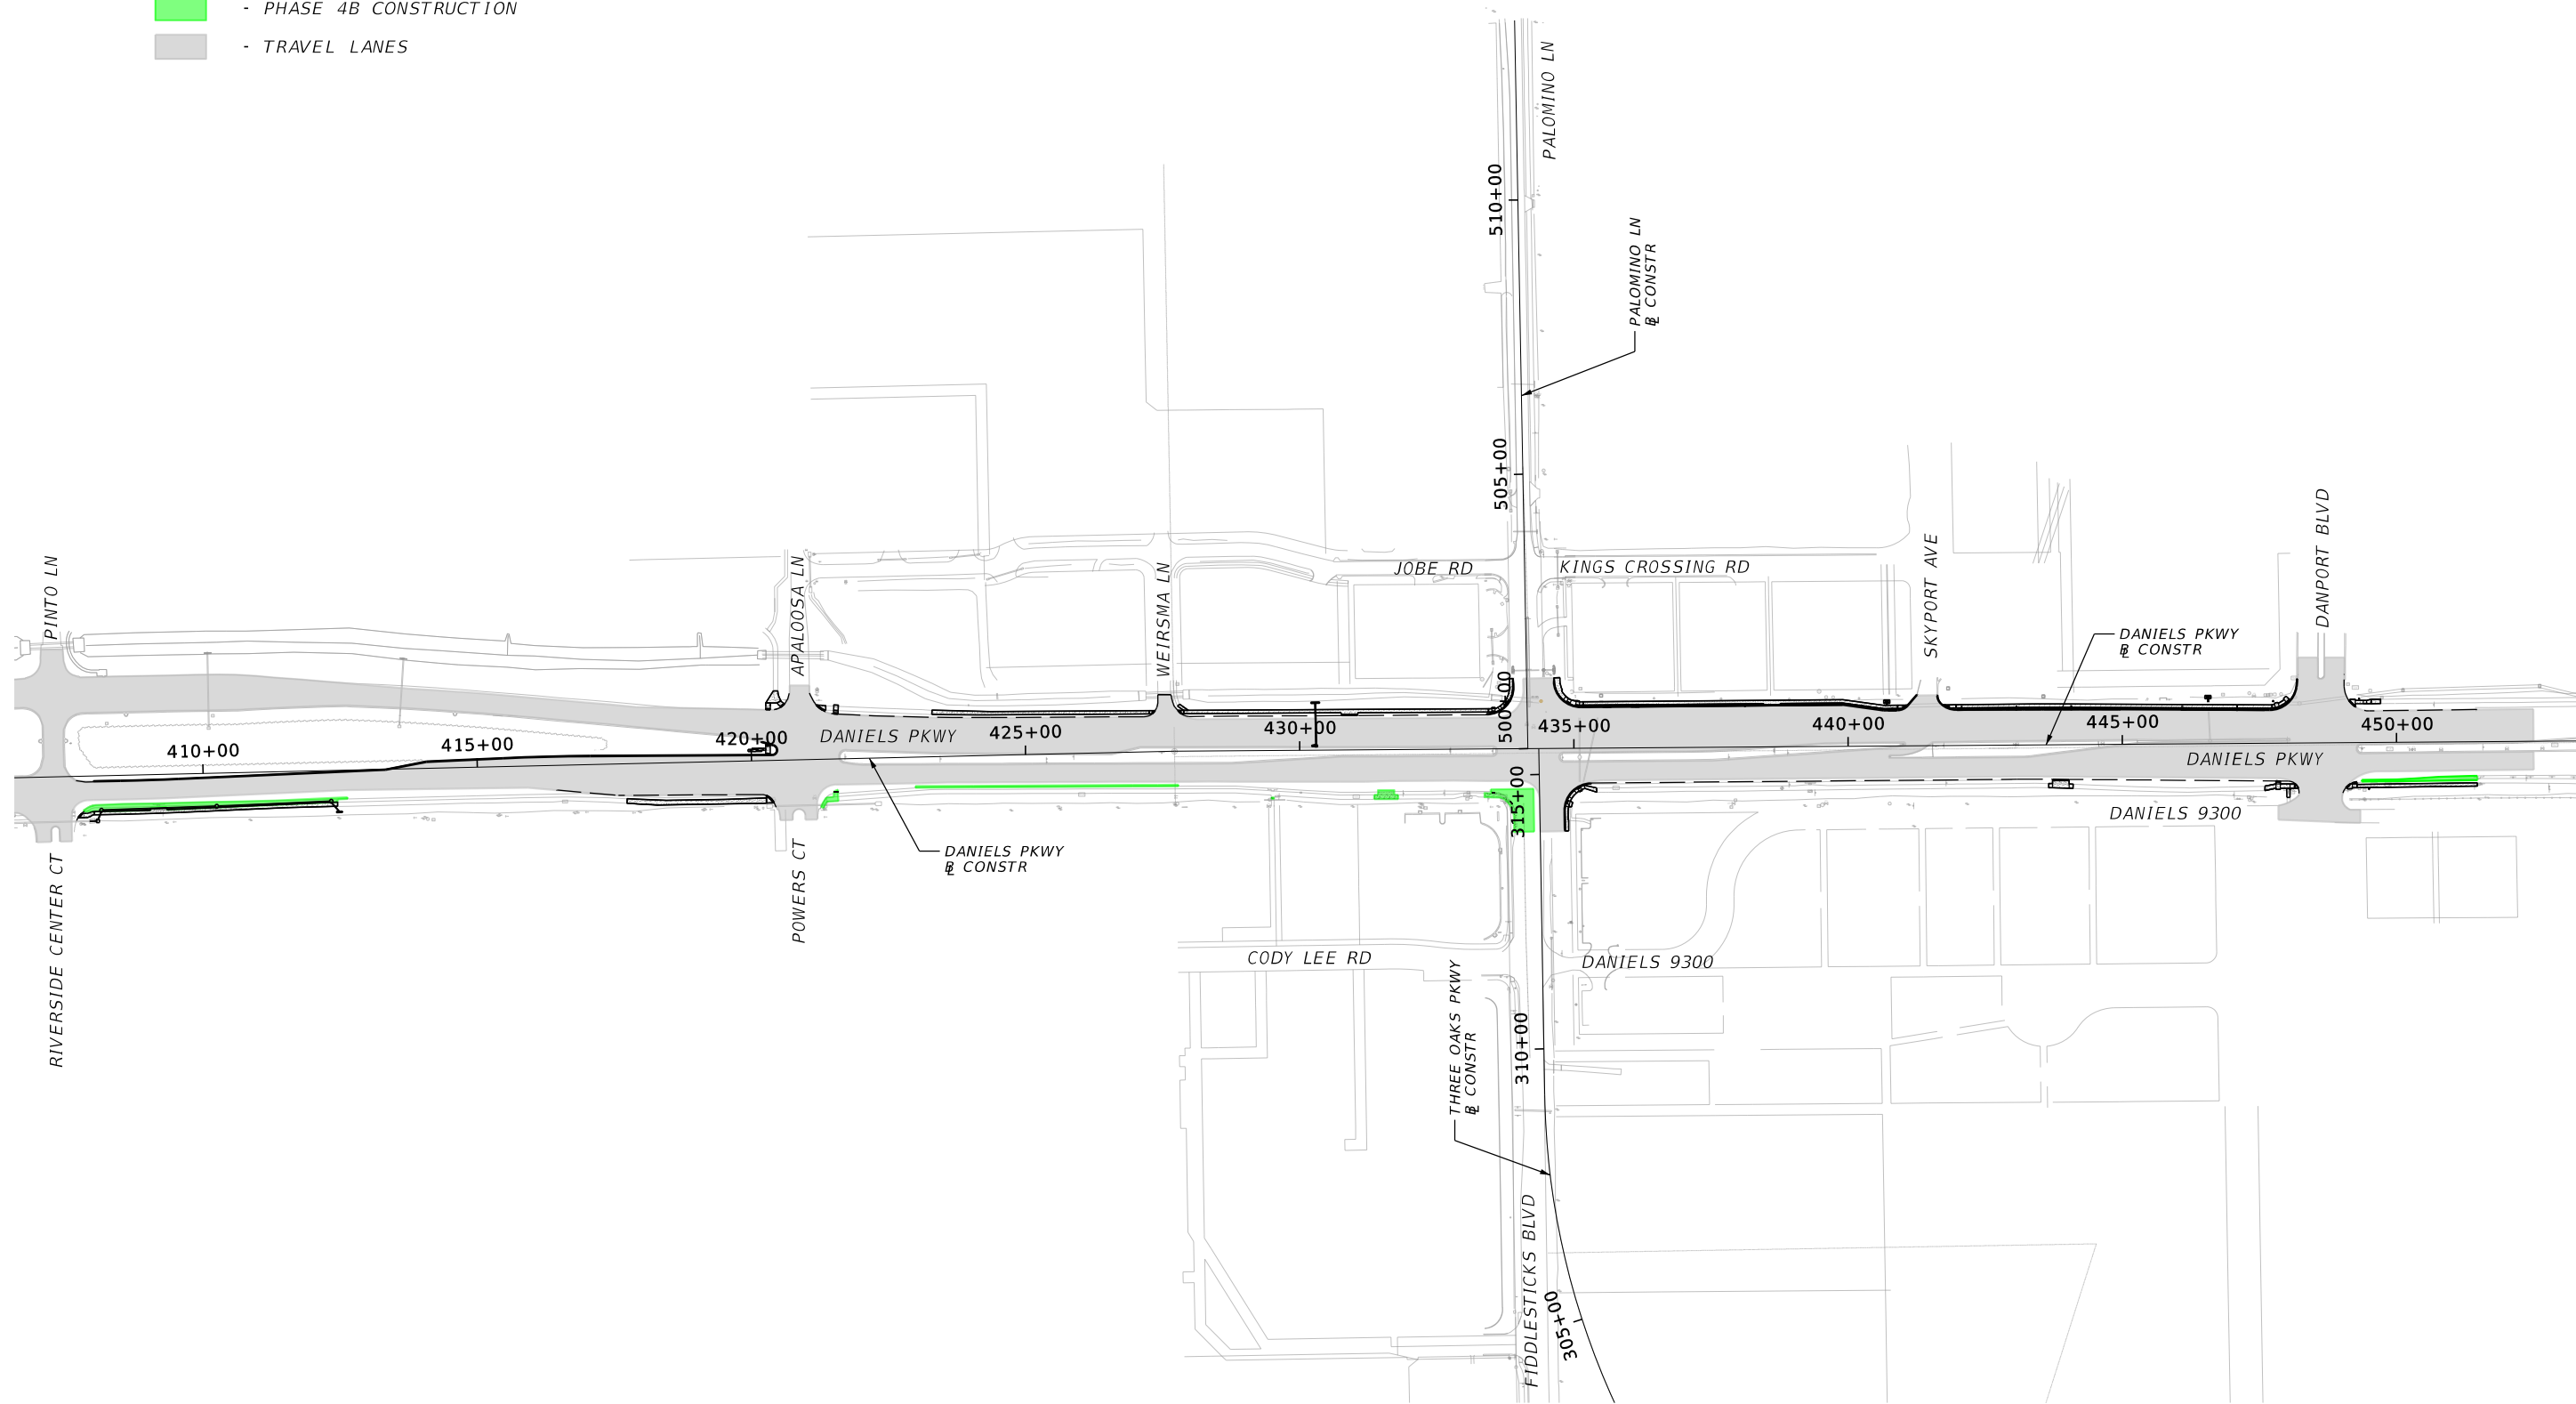 - PHASE 4B CONSTRUCTION
- TRAVEL LANES
PALOMINO LN
510+00
PALOMINO LN
BL CONSTR
505+00
PINTO LN
APALOOSA LN
WEIRSMA LN
JOBE RD
KINGS CROSSING RD
SKYPORT AVE
DANPORT BLVD
DANIELS PKWY
BL CONSTR
500+00
410+00
415+00
420+00
DANIELS PKWY
425+00
430+00
435+00
440+00
445+00
450+00
DANIELS PKWY
315+00
DANIELS 9300
RIVERSIDE CENTER CT
POWERS CT
DANIELS PKWY
BL CONSTR
CODY LEE RD
DANIELS 9300
THREE OAKS PKWY
BL CONSTR
310+00
FIDDLESTICKS BLVD
305+00